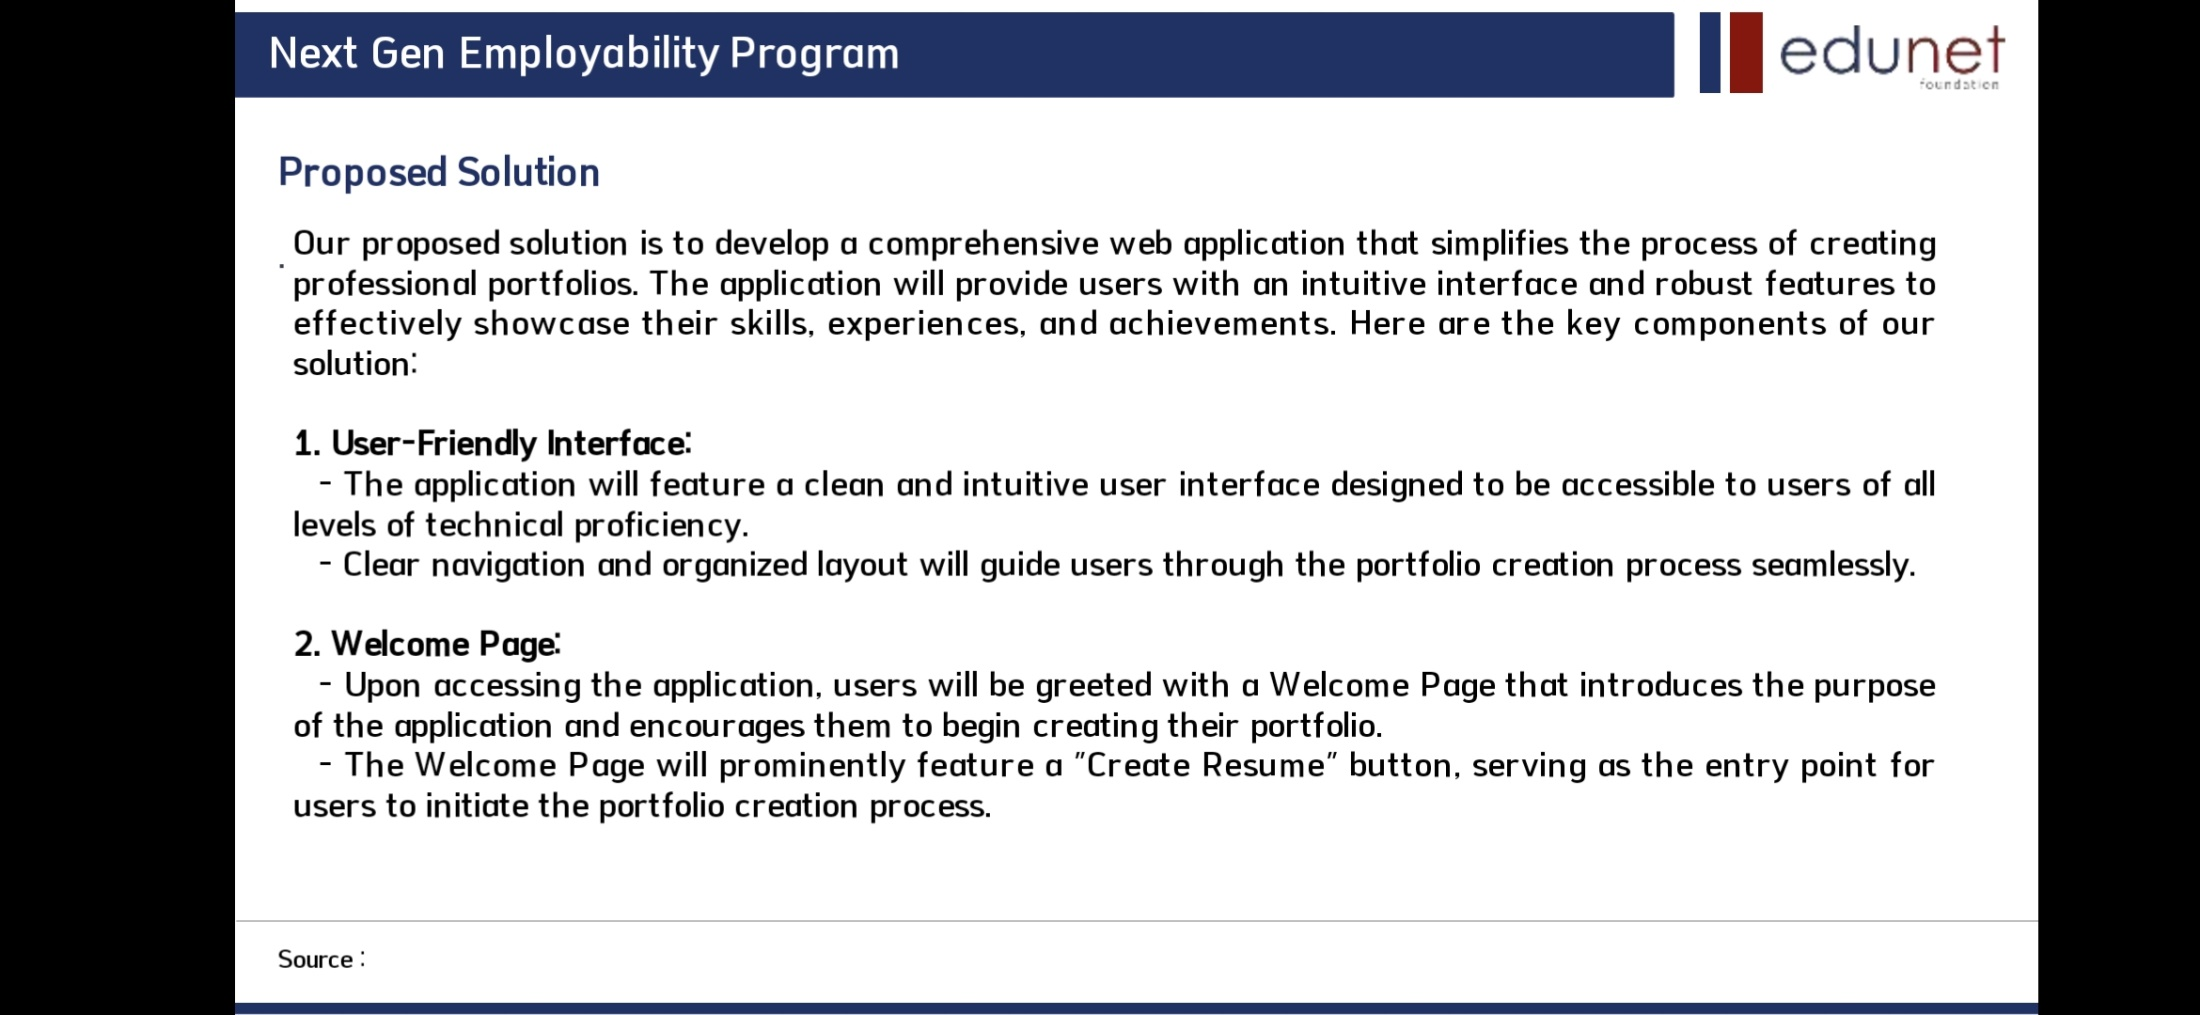 Next Gen Employability Program
edunet
foundation
Proposed Solution
Our proposed solution is to develop a comprehensive web application that simplifies the process of creating
professional portfolios. The application will provide users with an intuitive interface and robust features to
effectively showcase their skills, experiences, and achievements. Here are the key components of our
solution:
1. User-Friendly Interface:
- The application will feature a clean and intuitive user interface designed to be accessible to users of all
levels of technical proficiency.
- Clear navigation and organized layout will guide users through the portfolio creation process seamlessly.
2. Welcome Page:
- Upon accessing the application, users will be greeted with a Welcome Page that introduces the purpose
of the application and encourages them to begin creating their portfolio.
- The Welcome Page will prominently feature a "Create Resume" button, serving as the entry point for
users to initiate the portfolio creation process.
Source :